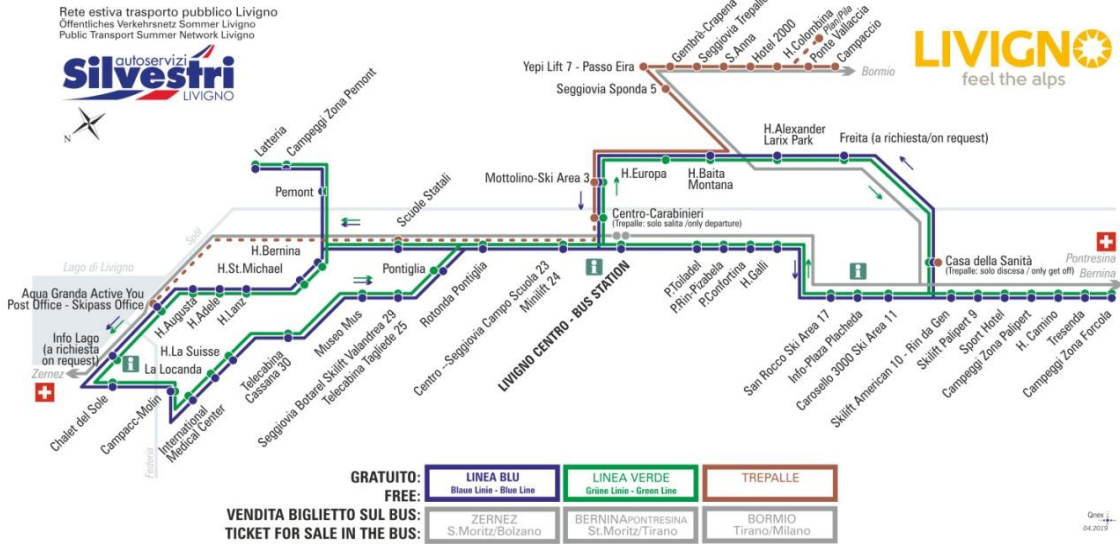 Rete estiva trasporto pubblico Livigno
Öffentliches Verkehrsnetz Sommer Livigno
Public Transport Summer Network Livigno
autoservizi
Silvestri
LIVIGNO
N
LIVIGNO
feel the alps
Yepi Lift 7 - Passo Eira
Seggiovia Sponda 5
Gembrè-Crapena
Seggiovia Trepalle
S.Anna
Hotel 2000
H.Colombina
Plan/Pila
Ponte Vallaccia
Campaccio
Bormio
Latteria
Campeggi Zona Pemont
Pemont
Scuole Statali
Mottolino-Ski Area 3
H.Europa
H.Baita
Montana
H.Alexander
Larix Park
Freita (a richiesta/on request)
Centro-Carabinieri
(Trepalle: solo salita /only departure)
Spöl
Lago di Livigno
H.Bernina
H.St.Michael
Pontiglia
Casa della Sanità
(Trepalle: solo discesa / only get off)
Pontresina
Bernina
Aqua Granda Active You
Post Office - Skipass Office
H.Augusta
H.Adele
H.Laric
Info Lago
(a richiesta
on request)
Zernez
i
i
i
H.La Suisse
La Locanda
Chalet del Sole
Campacc-Molin
Federia
International
Medical Center
Telecabina
Cassana 30
Museo Mus
Seggiovia Botarel Skilift Valandrea 29
Telecabina Tagliede 25
Rotonda Pontiglia
Centro --Seggiovia Campo Scuola 23
Minilift 24
LIVIGNO CENTRO - BUS STATION
P.Toiladel
P.Rin-Pizabela
P.Confortina
H.Galli
San Rocco Ski Area 17
Info-Plaza Placheda
Carosello 3000 Ski Area 11
Skilift American 10 - Rin da Gen
Skilift Palipert 9
Sport Hotel
Campeggi Zona Palipert
H. Camino
Tresenda
Campeggi Zona Forcole
GRATUITO:
FREE:
LINEA BLU
Blaue Linie - Blue Line
LINEA VERDE
Grüne Linie - Green Line
TREPALLE
VENDITA BIGLIETTO SUL BUS:
TICKET FOR SALE IN THE BUS:
ZERNEZ
S.Moritz/Bolzano
BERNINAPONTRESINA
St.Moritz/Tirano
BORMIO
Tirano/Milano
Qnex
04.2019